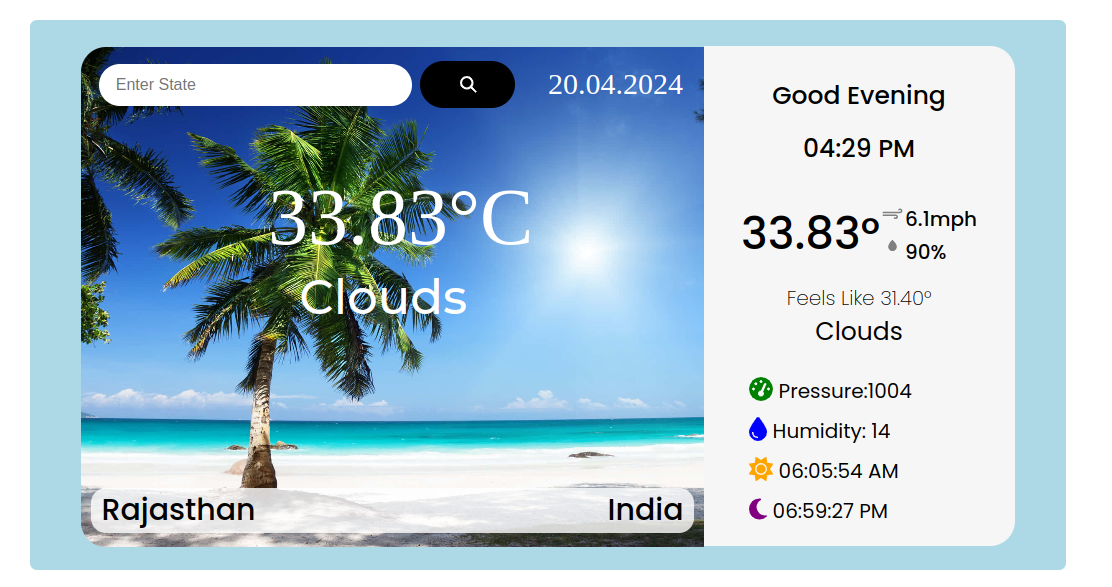 Enter State
20.04.2024
33.83°C
Clouds
Rajasthan
India
Good Evening
04:29 PM
33.83°
6.1mph
90%
Feels Like 31.40°
Clouds
Pressure:1004
Humidity: 14
06:05:54 AM
06:59:27 PM